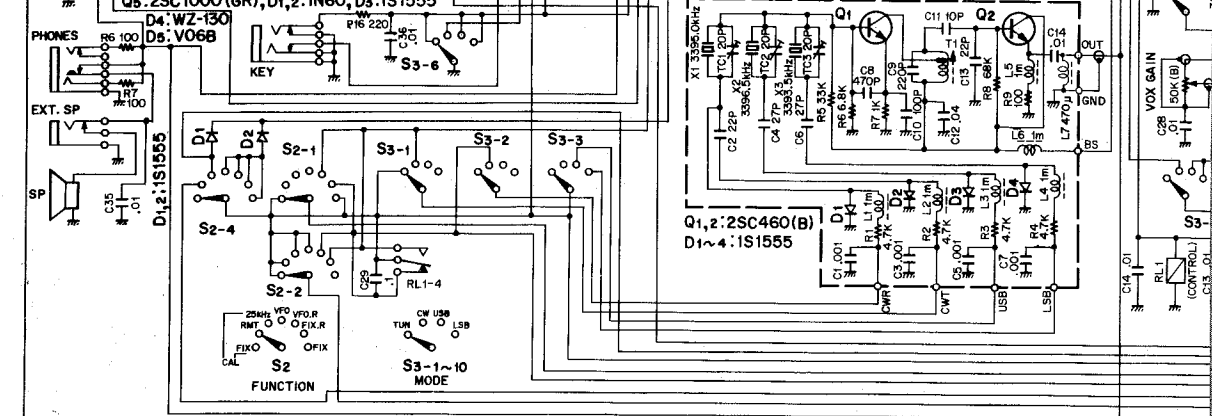 Q5:2SC1000(GR),D1,2:1N60,D3:1S1555
D4:WZ-130
D5:V06B
PHONES
R6 100
R7
100
EXT. SP
SP
C35
.01
D1,2:1S1555
KEY
R16 220
C36
.01
S3-6
D1
D2
S2-1
S3-1
S3-2
S3-3
S2-4
S2-2
C29
.1
RL1-4
25kHz
VFO
VFO.R
RMT
FIX.R
FIX
FIX
CAL
S2
FUNCTION
CW
USB
TUN
LSB
S3-1~10
MODE
X1 3395.0kHz
TC1 20P
X2
3396.5kHz
TC2 20P
X3
3393.5kHz
TC3 20P
Q1
C11 10P
Q2
C14
.01
OUT
GND
C2 22P
C4 27P
C6 27P
R5 33K
R6 6.8K
C8
470P
R7 1K
C9
220P
C10 100P
T1
C12 .04
C13 22P
R8 68K
R9
100
L5
1m
L6 1m
L7 470μ
BS
Q1,2:2SC460(B)
D1~4:1S1555
D1
L1 1m
R1
4.7K
C1 .001
D2
L2 1m
R2
4.7K
C3 .001
D3
L3 1m
R3
4.7K
C5 .001
D4
L4 1m
R4
4.7K
C7
.001
CWR
CWT
USB
LSB
VOX GAIN
50K(B)
C28
.01
S3-
C14 .01
RL1
(CONTROL)
C13 .01